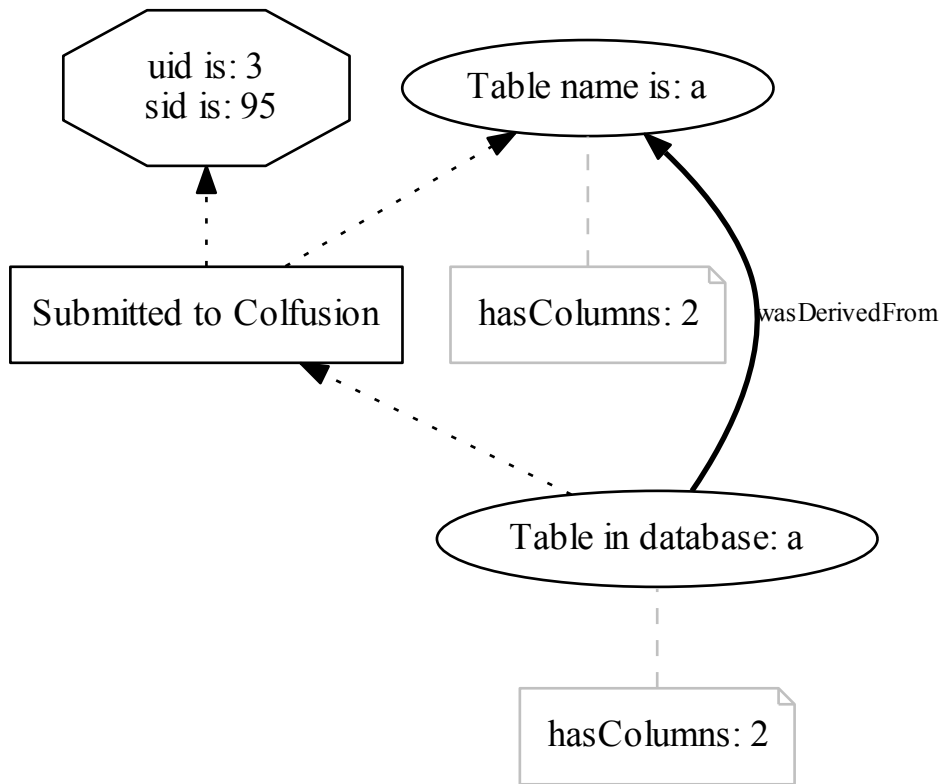 uid is: 3
sid is: 95
Table name is: a
Submitted to Colfusion
hasColumns: 2
wasDerivedFrom
Table in database: a
hasColumns: 2